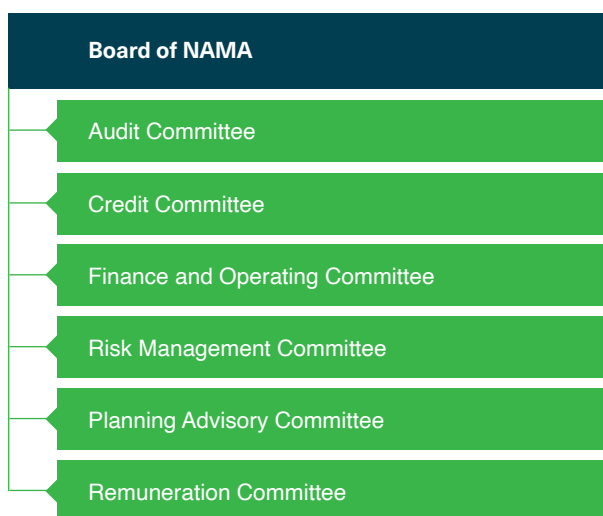 Board of NAMA
Audit Committee
Credit Committee
Finance and Operating Committee
Risk Management Committee
Planning Advisory Committee
Remuneration Committee